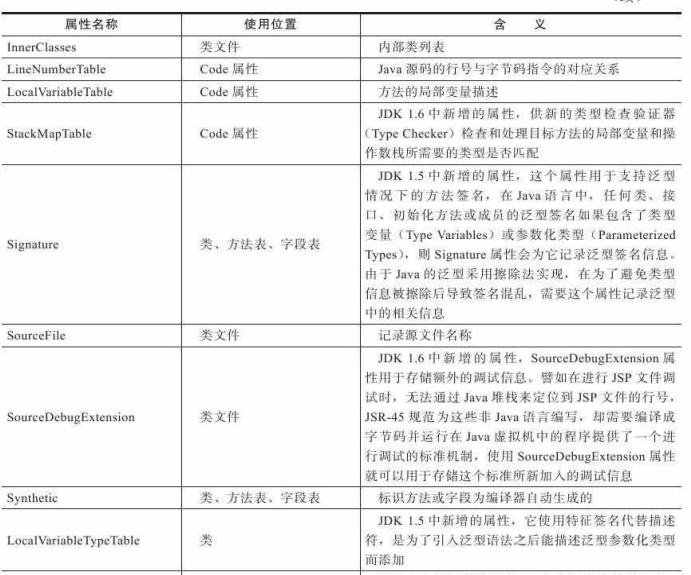 属性名称 使用位置 含 义
InnerClasses 类文件 内部类列表
LineNumberTable Code 属性 Java 源码的行号与字节码指令的对应关系
LocalVariableTable Code 属性 方法的局部变量描述
StackMapTable Code 属性 JDK 1.6 中新增的属性，供新的类型检查验证器
（Type Checker）检查和处理目标方法的局部变量和操
作数栈所需要的类型是否匹配
Signature 类、方法表、字段表 JDK 1.5 中新增的属性，这个属性用于支持泛型
情况下的方法签名，在 Java 语言中，任何类、接
口、初始化方法或成员的泛型签名如果包含了类型
变量（Type Variables）或参数化类型（Parameterized
Types），则 Signature 属性会为它记录泛型签名信息。
由于 Java 的泛型采用擦除法实现，在为了避免类型
信息被擦除后导致签名混乱，需要这个属性记录泛型
中的相关信息
SourceFile 类文件 记录源文件名称
SourceDebugExtension 类文件 JDK 1.6 中新增的属性，SourceDebugExtension 属
性用于存储额外的调试信息。譬如在进行 JSP 文件调
试时，无法通过 Java 堆栈来定位到 JSP 文件的行号，
JSR-45 规范为这些非 Java 语言编写，却需要编译成
字节码并运行在 Java 虚拟机中的程序提供了一个进
行调试的标准机制，使用 SourceDebugExtension 属性
就可以用于存储这个标准所新加入的调试信息
Synthetic 类、方法表、字段表 标识方法或字段为编译器自动生成的
LocalVariableTypeTable 类 JDK 1.5 中新增的属性，它使用特征签名代替描述
符，是为了引入泛型语法之后能描述泛型参数化类型
而添加